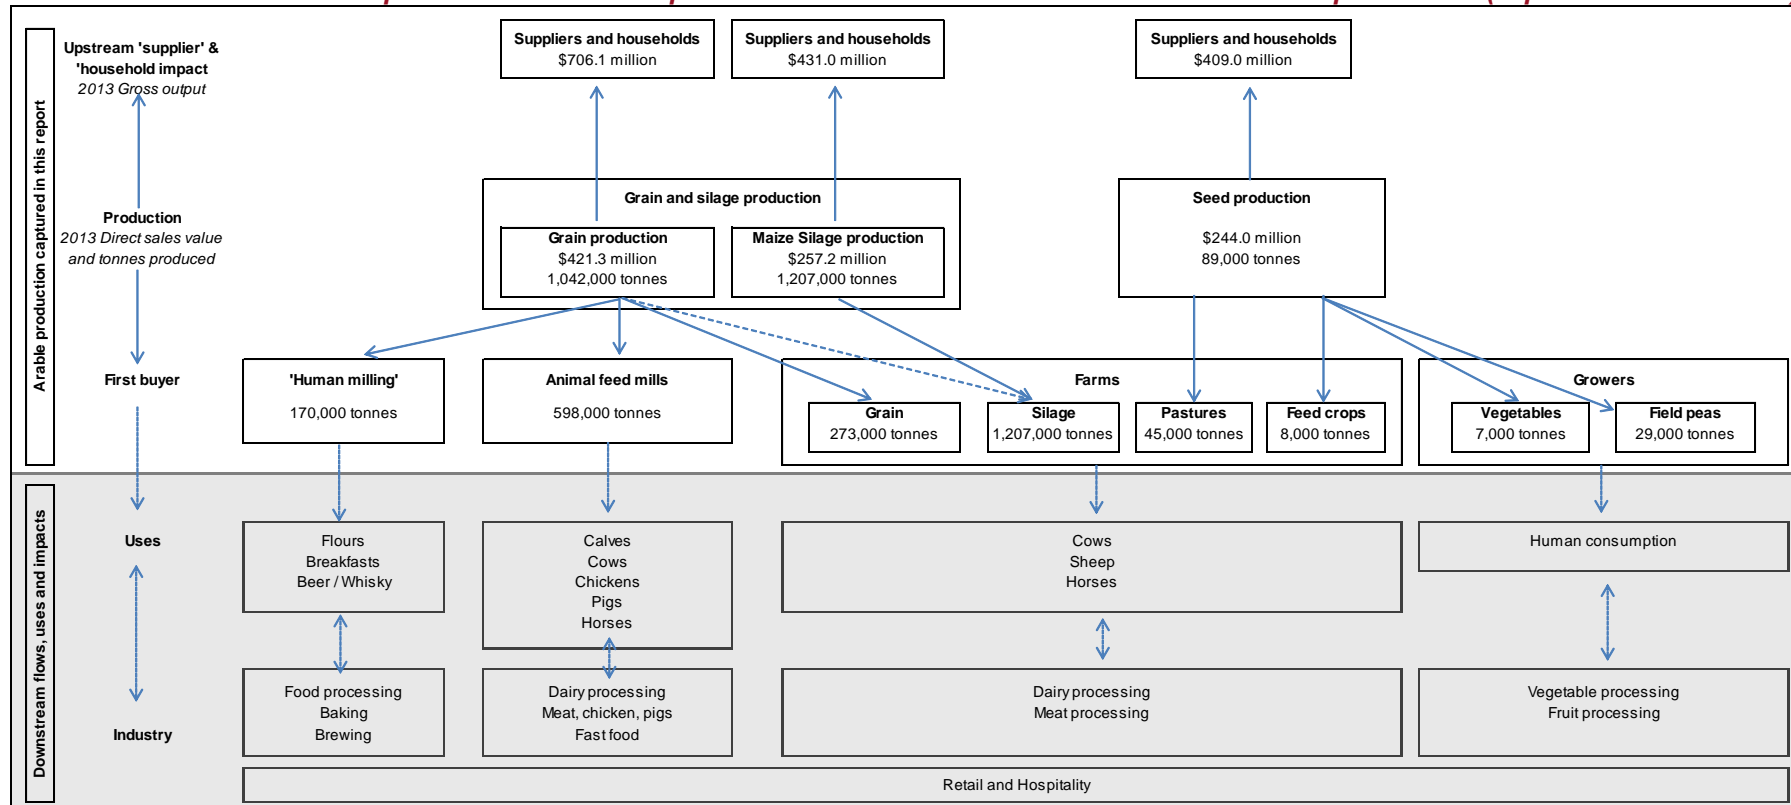 Arable production captured in this report
Upstream 'supplier' &
'household impact
2013 Gross output
Suppliers and households
$706.1 million
Suppliers and households
$431.0 million
Suppliers and households
$409.0 million
Production
2013 Direct sales value
and tonnes produced
Grain and silage production
Grain production
$421.3 million
1,042,000 tonnes
Maize Silage production
$257.2 million
1,207,000 tonnes
Seed production
$244.0 million
89,000 tonnes
First buyer
'Human milling'
170,000 tonnes
Animal feed mills
598,000 tonnes
Farms
Grain
273,000 tonnes
Silage
1,207,000 tonnes
Pastures
45,000 tonnes
Feed crops
8,000 tonnes
Growers
Vegetables
7,000 tonnes
Field peas
29,000 tonnes
Downstream flows, uses and impacts
Uses
Flours
Breakfasts
Beer / Whisky
Calves
Cows
Chickens
Pigs
Horses
Cows
Sheep
Horses
Human consumption
Industry
Food processing
Baking
Brewing
Dairy processing
Meat, chicken, pigs
Fast food
Dairy processing
Meat processing
Vegetable processing
Fruit processing
Retail and Hospitality